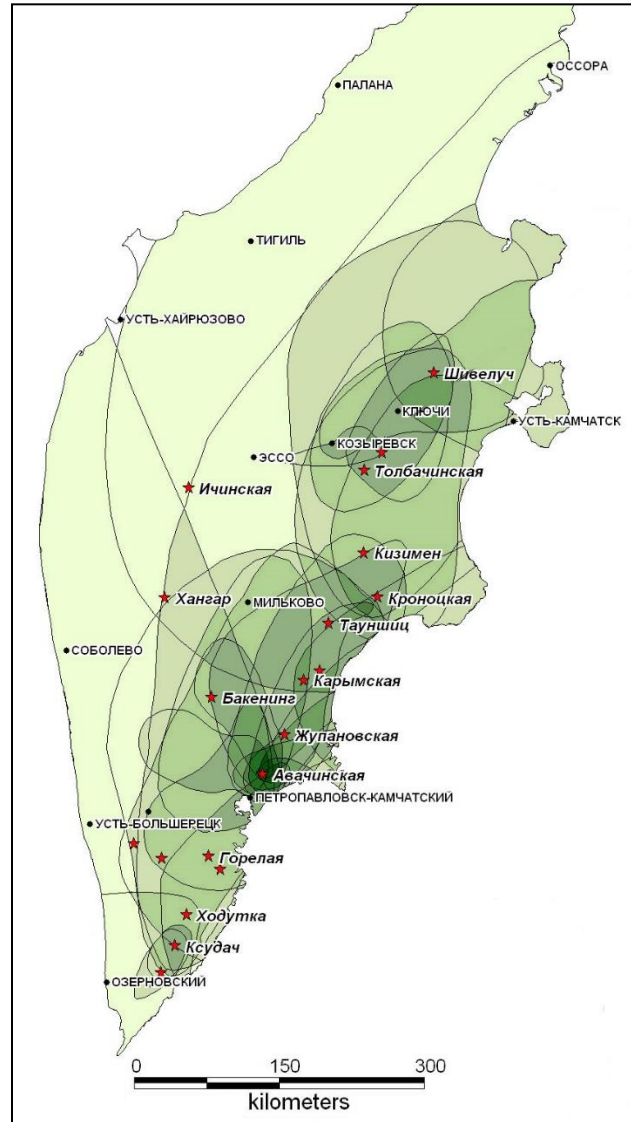 ОССОРА
ПАЛАНА
ТИГИЛЬ
УСТЬ-ХАЙРЮЗОВО
Шивелуч
КЛЮЧИ
УСТЬ-КАМЧАТСК
КОЗЫРЕВСК
ЭССО
Толбачинская
Ичинская
Кизимен
Хангар
МИЛЬКОВО
Кроноцкая
Тауншиц
СОБОЛЕВО
Карымская
Бакенинг
Жупановская
Авачинская
ПЕТРОПАВЛОВСК-КАМЧАТСКИЙ
УСТЬ-БОЛЬШЕРЕЦК
Горелая
Ходутка
Ксудач
ОЗЕРНОВСКИЙ
0 150 300
kilometers